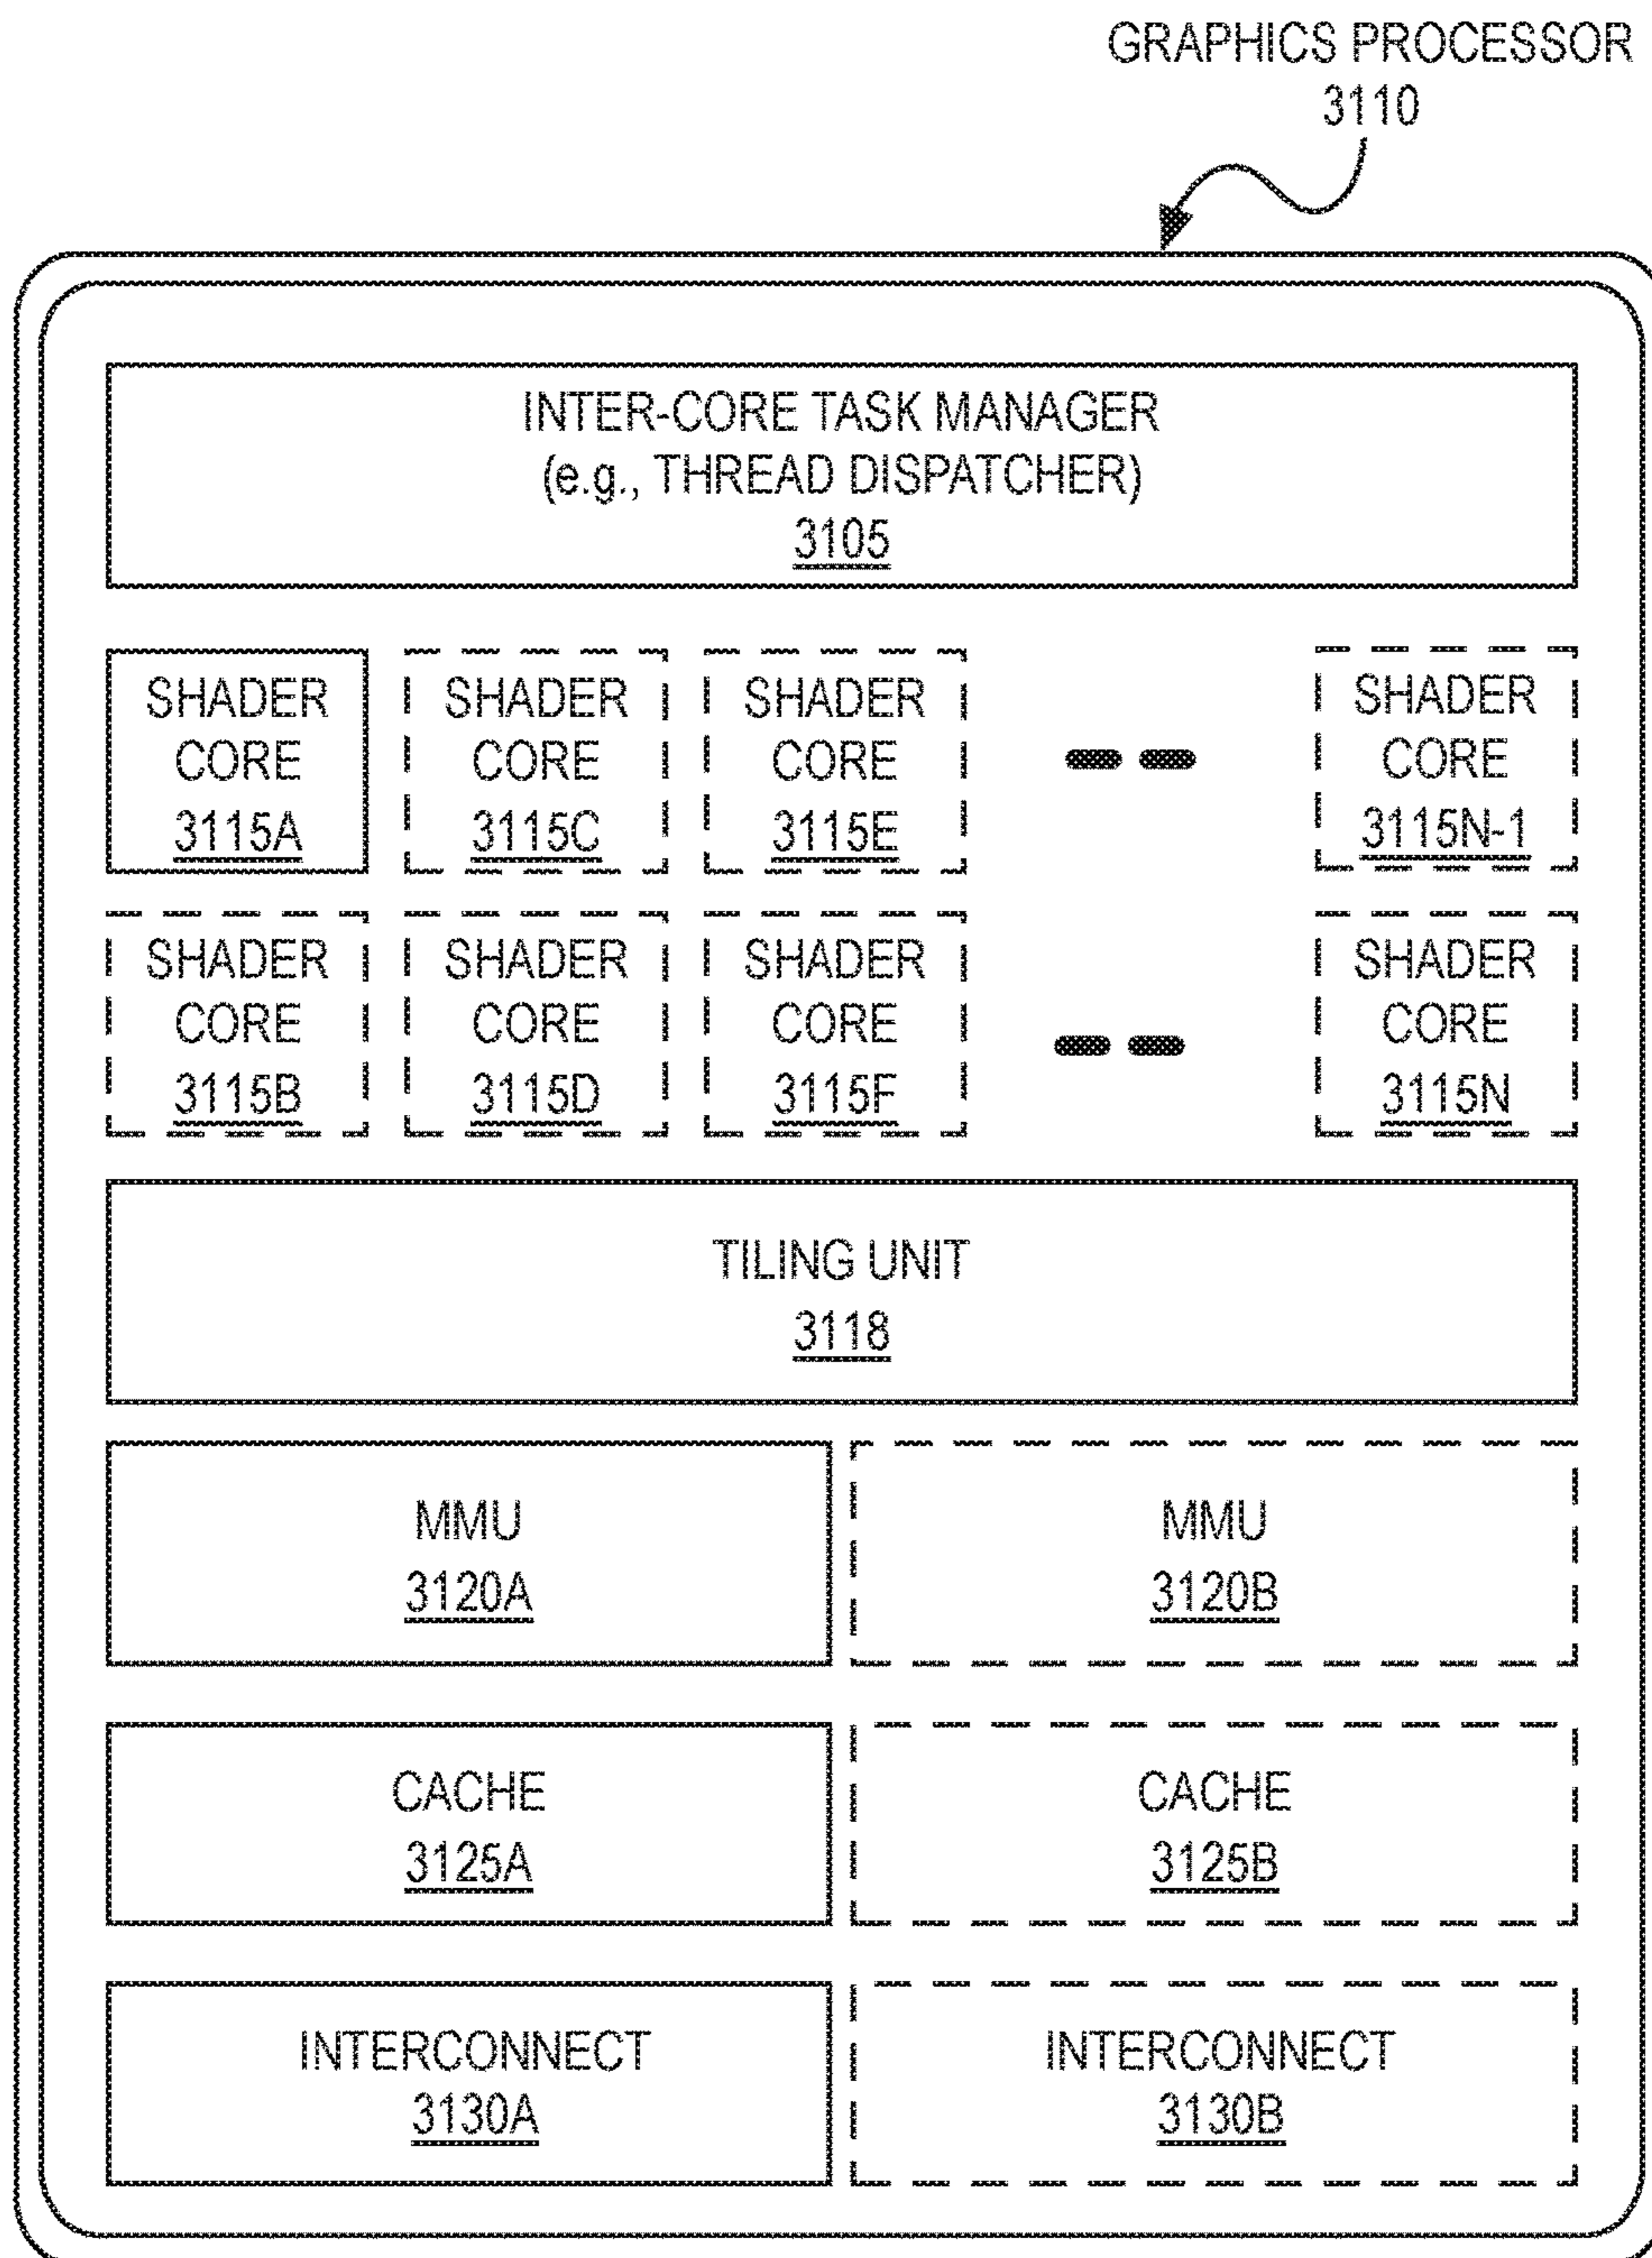 GRAPHICS PROCESSOR
3110
INTER-CORE TASK MANAGER
(e.g., THREAD DISPATCHER)
3105
SHADER
CORE
3115A
SHADER
CORE
3115C
SHADER
CORE
3115E
SHADER
CORE
3115N-1
SHADER
CORE
3115B
SHADER
CORE
3115D
SHADER
CORE
3115F
SHADER
CORE
3115N
TILING UNIT
3118
MMU
3120A
MMU
3120B
CACHE
3125A
CACHE
3125B
INTERCONNECT
3130A
INTERCONNECT
3130B